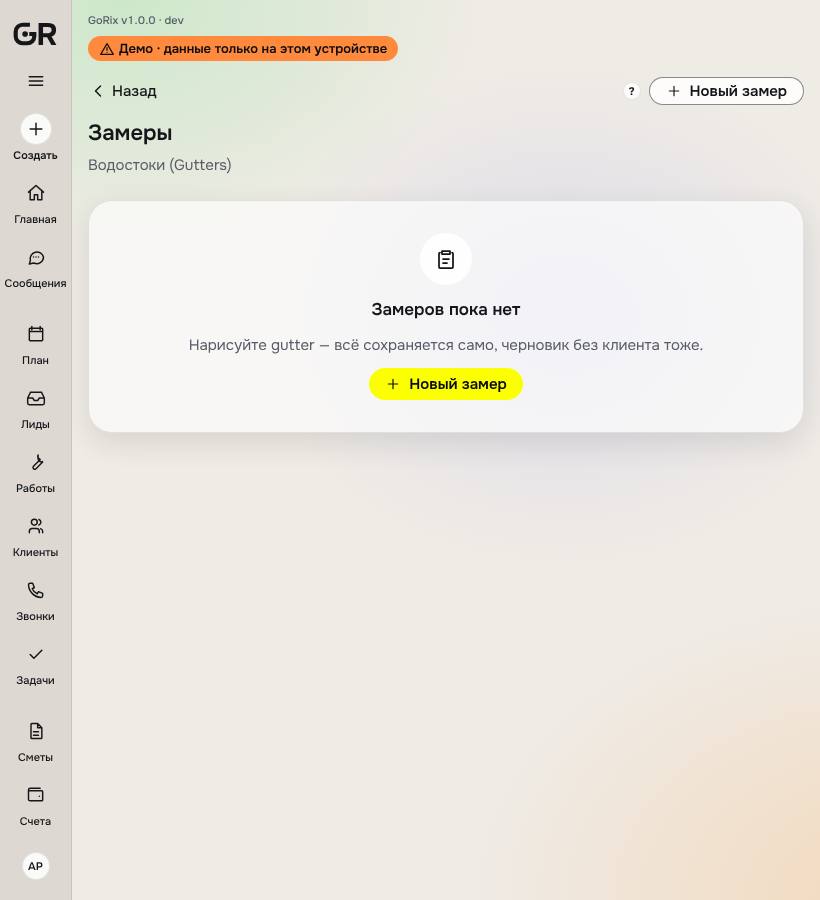 GoRix v1.0.0 · dev
Демо · данные только на этом устройстве
GR
Назад
?
Новый замер
Создать
Замеры
Водостоки (Gutters)
Главная
Сообщения
Замеров пока нет
Нарисуйте gutter — всё сохраняется само, черновик без клиента тоже.
Новый замер
План
Лиды
Работы
Клиенты
Звонки
Задачи
Сметы
Счета
AP